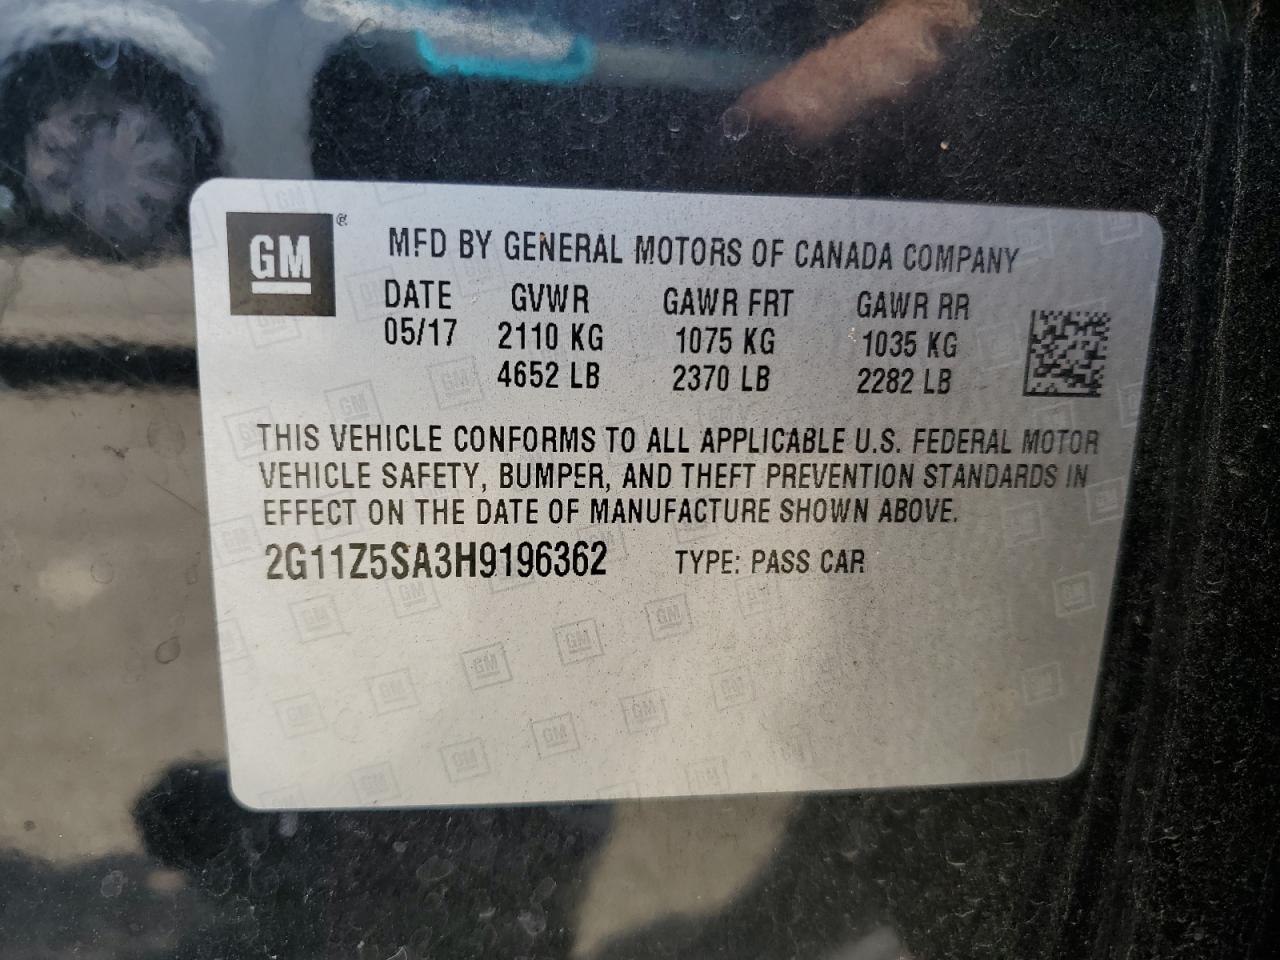 GM ®
MFD BY GENERAL MOTORS OF CANADA COMPANY
DATE GVWR GAWR FRT GAWR RR
05/17 2110 KG 1075 KG 1035 KG
4652 LB 2370 LB 2282 LB
THIS VEHICLE CONFORMS TO ALL APPLICABLE U.S. FEDERAL MOTOR
VEHICLE SAFETY, BUMPER, AND THEFT PREVENTION STANDARDS IN
EFFECT ON THE DATE OF MANUFACTURE SHOWN ABOVE.
2G11Z5SA3H9196362 TYPE: PASS CAR